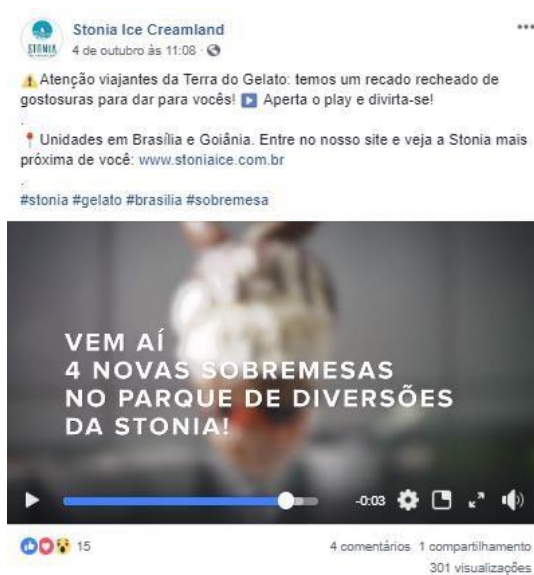 Stonia Ice Creamland
STONIA
4 de outubro às 11:08 ·
Atenção viajantes da Terra do Gelato: temos um recado recheado de
gostosuras para dar para vocês! Aperta o play e divirta-se!
.
Unidades em Brasília e Goiânia. Entre no nosso site e veja a Stonia mais
próxima de você: www.stoniaice.com.br
.
#stonia #gelato #brasilia #sobremesa
VEM AÍ
4 NOVAS SOBREMESAS
NO PARQUE DE DIVERSÕES
DA STONIA!
-0:03
15
4 comentários 1 compartilhamento
301 visualizações